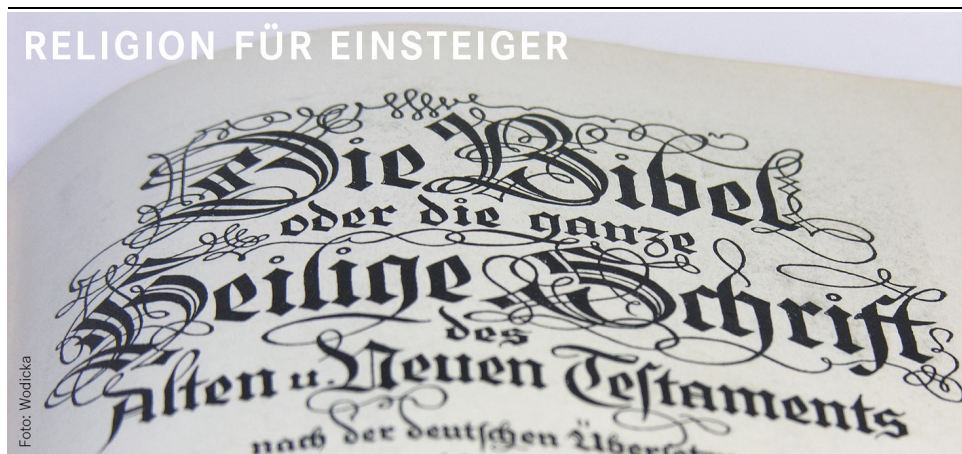 RELIGION FÜR EINSTEIGER
Die Bibel
oder die ganze
Heilige Schrift
des
Alten u. Neuen Testaments
nach der deutschen
Foto: Wodicka